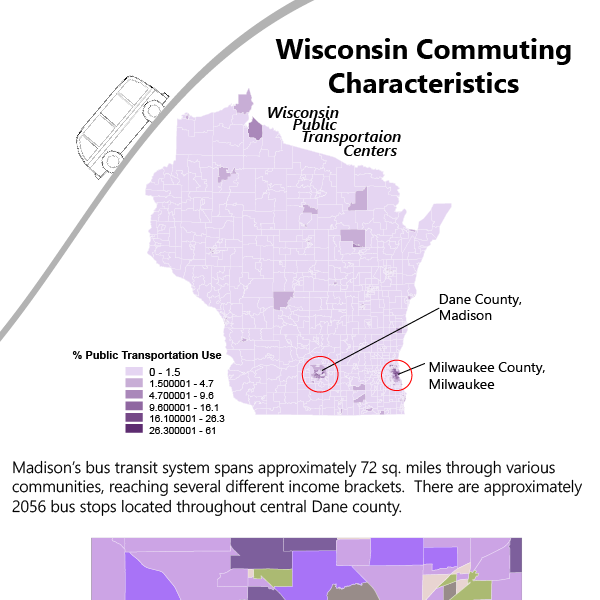 Wisconsin Commuting
Characteristics
Wisconsin
Public
Transportaion
Centers
Dane County,
Madison
Milwaukee County,
Milwaukee
% Public Transportation Use
0 - 1.5
1.500001 - 4.7
4.700001 - 9.6
9.600001 - 16.1
16.100001 - 26.3
26.300001 - 61
Madison's bus transit system spans approximately 72 sq. miles through various
communities, reaching several different income brackets.  There are approximately
2056 bus stops located throughout central Dane county.